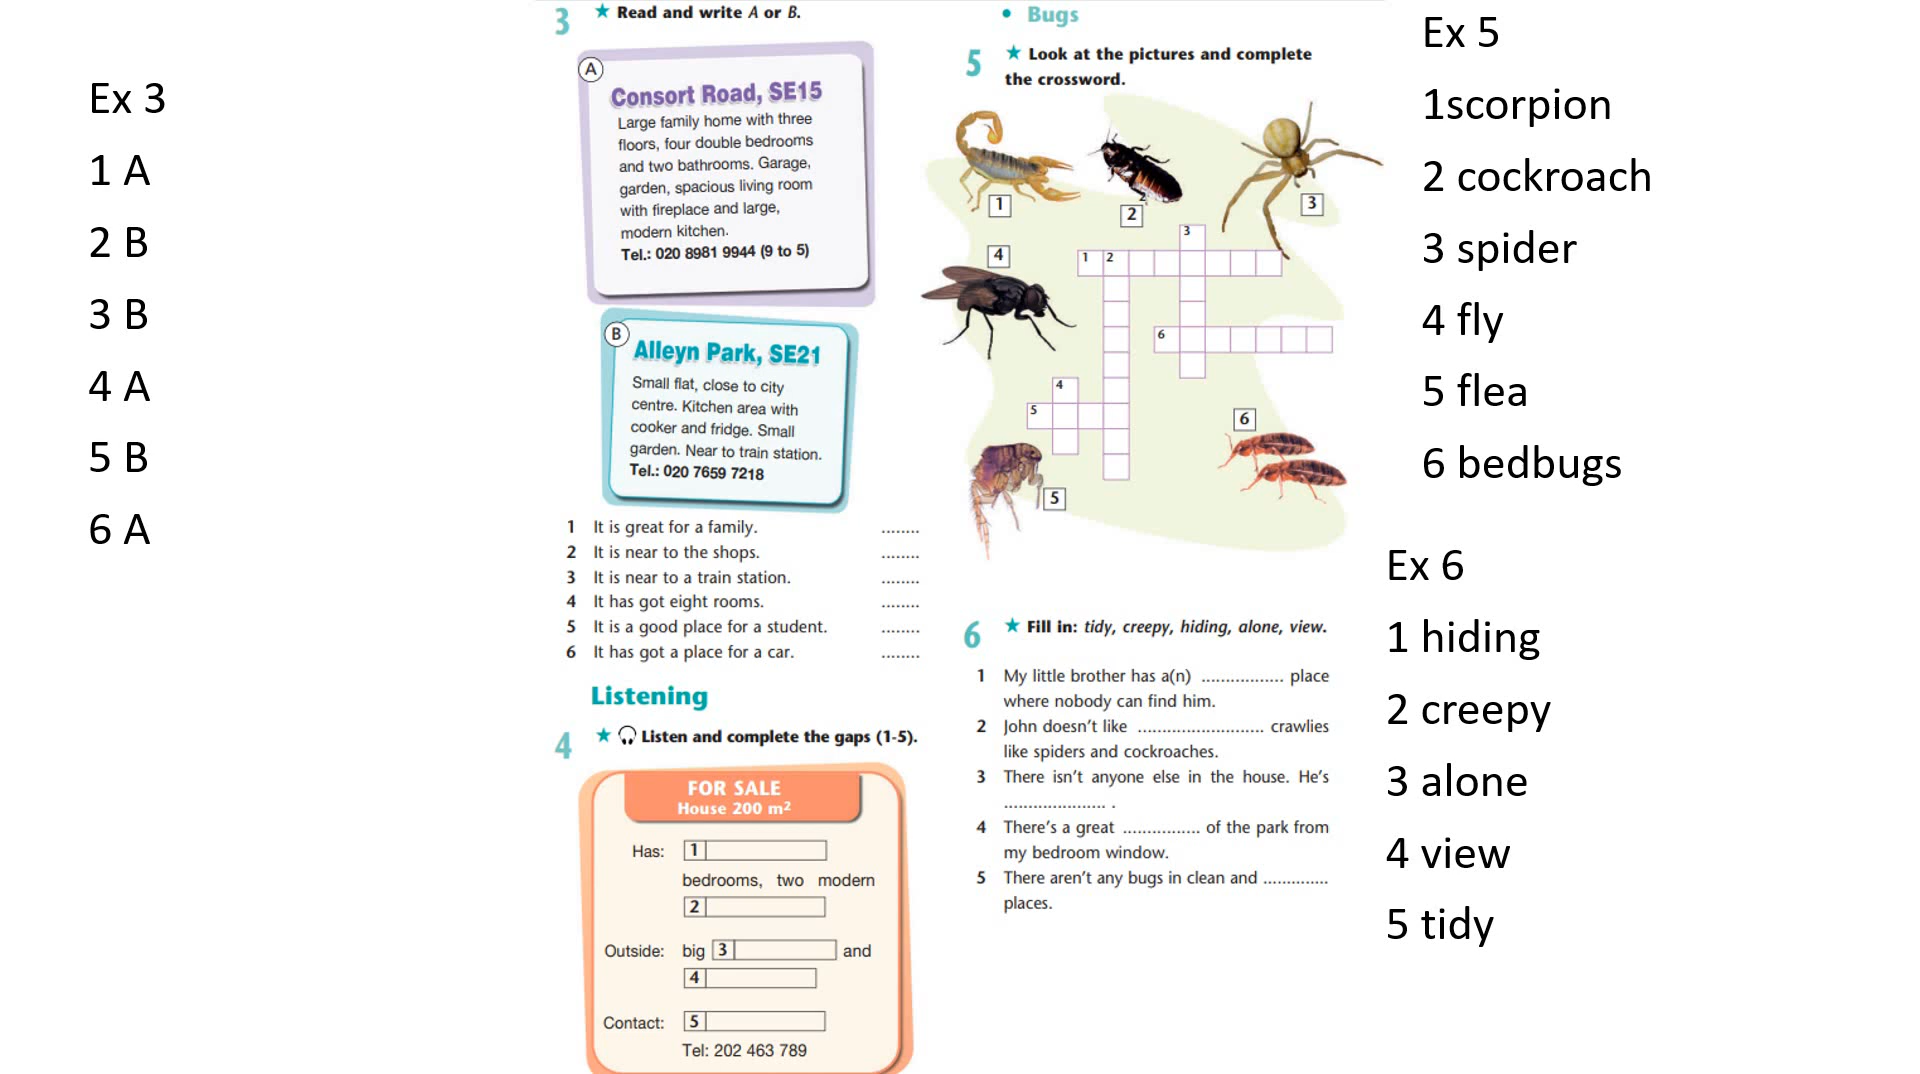 Ex 3
1 A
2 B
3 B
4 A
5 B
6 A
3 ★ Read and write A or B.
A
Consort Road, SE15
Large family home with three
floors, four double bedrooms
and two bathrooms. Garage,
garden, spacious living room
with fireplace and large,
modern kitchen.
Tel.: 020 8981 9944 (9 to 5)
B
Alleyn Park, SE21
Small flat, close to city
centre. Kitchen area with
cooker and fridge. Small
garden. Near to train station.
Tel.: 020 7659 7218
1 It is great for a family. ........
2 It is near to the shops. ........
3 It is near to a train station. ........
4 It has got eight rooms. ........
5 It is a good place for a student. ........
6 It has got a place for a car. ........
Listening
4 ★ Listen and complete the gaps (1-5).
FOR SALE
House 200 m²
Has: 1
bedrooms, two modern
2
Outside: big 3 and
4
Contact: 5
Tel: 202 463 789
• Bugs
5 ★ Look at the pictures and complete
the crossword.
1
2
2
3
4
3
1 2
6
4
5
6
5
6 ★ Fill in: tidy, creepy, hiding, alone, view.
1 My little brother has a(n) ................. place
where nobody can find him.
2 John doesn't like .......................... crawlies
like spiders and cockroaches.
3 There isn't anyone else in the house. He's
..................... .
4 There's a great ................ of the park from
my bedroom window.
5 There aren't any bugs in clean and ..............
places.
Ex 5
1scorpion
2 cockroach
3 spider
4 fly
5 flea
6 bedbugs
Ex 6
1 hiding
2 creepy
3 alone
4 view
5 tidy